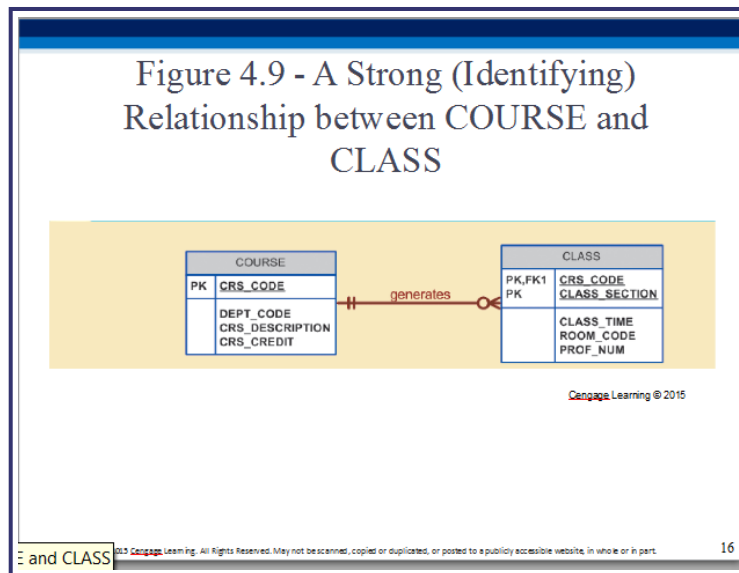 Figure 4.9 - A Strong (Identifying)
Relationship between COURSE and
CLASS
COURSE
PK CRS_CODE
DEPT_CODE
CRS_DESCRIPTION
CRS_CREDIT
generates
CLASS
PK,FK1 CRS_CODE
PK CLASS_SECTION
CLASS_TIME
ROOM_CODE
PROF_NUM
Cengage Learning © 2015
E and CLASS
Cengage Learning. All Rights Reserved. May not be scanned, copied or duplicated, or posted to a publicly accessible website, in whole or in part.
16